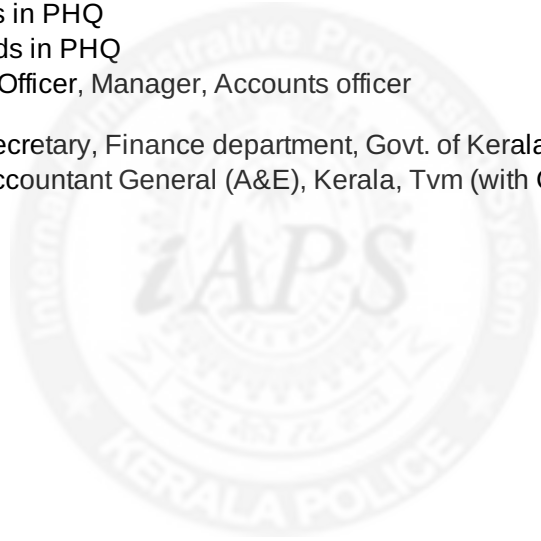 s in PHQ
ds in PHQ
Officer, Manager, Accounts officer
ecretary, Finance department, Govt. of Kerala
ccountant General (A&E), Kerala, Tvm (with
Internal Administrative Processing System
iAPS
KERALA POLICE